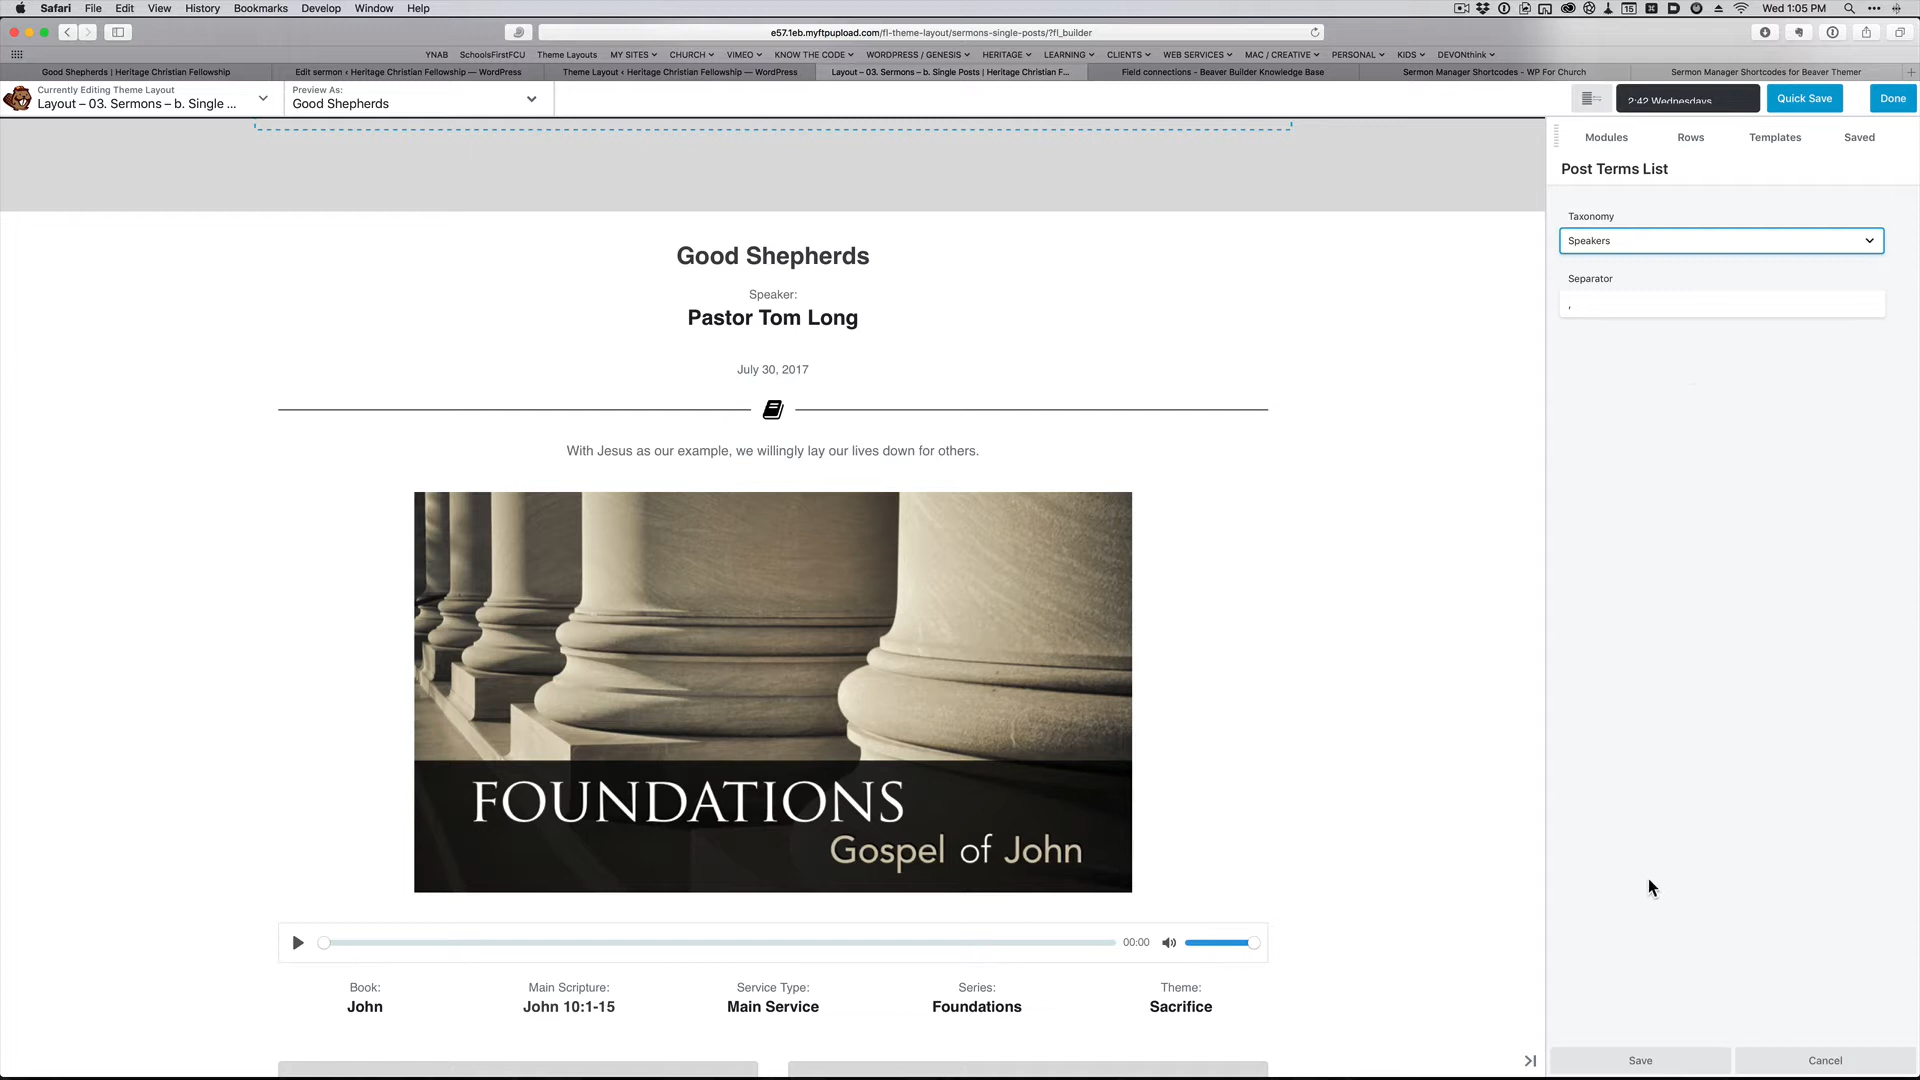 Safari File Edit View History Bookmarks Develop Window Help
15 Wed 1:05 PM
e57.1eb.myftpupload.com/fl-theme-layout/sermons-single-posts/?fl_builder
YNAB SchoolsFirstFCU Theme Layouts MY SITES CHURCH VIMEO KNOW THE CODE WORDPRESS / GENESIS HERITAGE LEARNING CLIENTS WEB SERVICES MAC / CREATIVE PERSONAL KIDS DEVONthink
Good Shepherds | Heritage Christian Fellowship Edit sermon ‹ Heritage Christian Fellowship — WordPress Theme Layout ‹ Heritage Christian Fellowship — WordPress Layout – 03. Sermons – b. Single Posts | Heritage Christian F... Field connections - Beaver Builder Knowledge Base Sermon Manager Shortcodes - WP For Church Sermon Manager Shortcodes for Beaver Themer
Currently Editing Theme Layout
Layout – 03. Sermons – b. Single ...
Preview As:
Good Shepherds
2:42 Wednesdays
Quick Save
Done
Modules Rows Templates Saved
Post Terms List
Taxonomy
Speakers
Separator
,
Good Shepherds
Speaker:
Pastor Tom Long
July 30, 2017
With Jesus as our example, we willingly lay our lives down for others.
FOUNDATIONS
Gospel of John
00:00
Book:
John
Main Scripture:
John 10:1-15
Service Type:
Main Service
Series:
Foundations
Theme:
Sacrifice
Save
Cancel